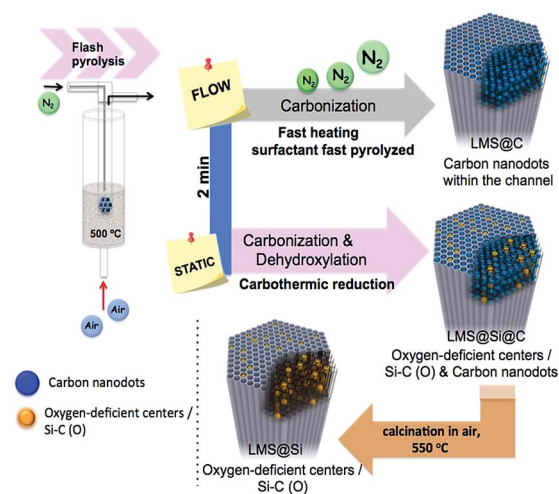 Flash
pyrolysis
N₂
500 ºC
Air
Air
FLOW
2 min
STATIC
N₂
N₂
N₂
Carbonization
Fast heating
surfactant fast pyrolyzed
LMS@C
Carbon nanodots
within the channel
Carbonization &
Dehydroxylation
Carbothermic reduction
LMS@Si@C
Oxygen-deficient centers /
Si-C (O) & Carbon nanodots
calcination in air,
550 ºC
LMS@Si
Oxygen-deficient centers /
Si-C (O)
Carbon nanodots
Oxygen-deficient centers /
Si-C (O)